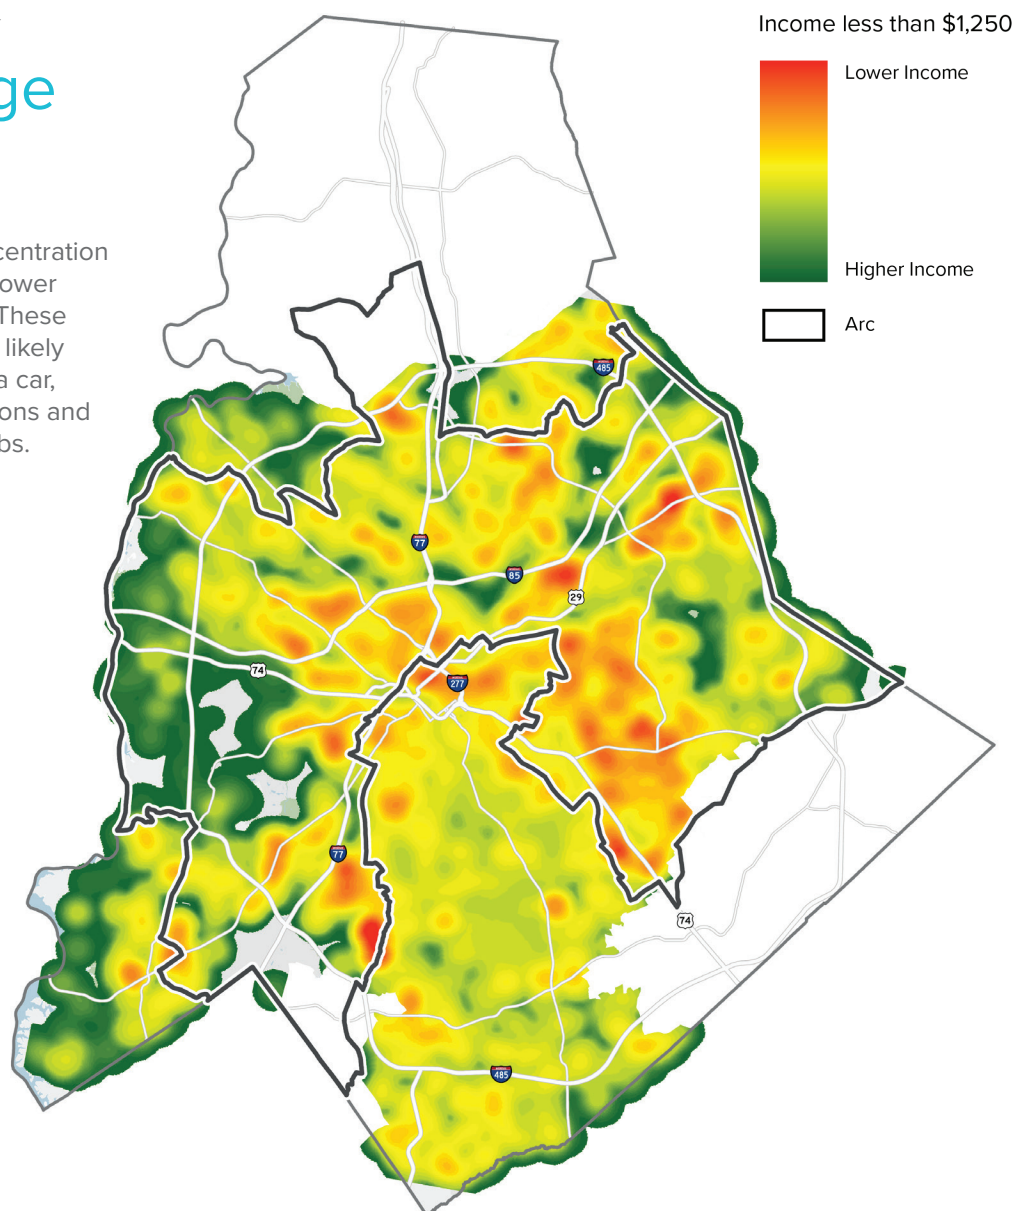 ge
centration
ower
These
likely
a car,
ons and
bs.
Income less than $1,250
Lower Income
Higher Income
Arc
485
77
85
29
74
277
77
74
485